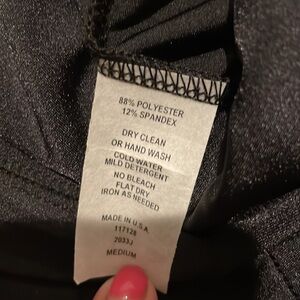 88% POLYESTER
12% SPANDEX
DRY CLEAN
OR HAND WASH
COLD WATER
MILD DETERGENT
NO BLEACH
FLAT DRY
IRON AS NEEDED
MADE IN U.S.A.
117128
2033J
MEDIUM